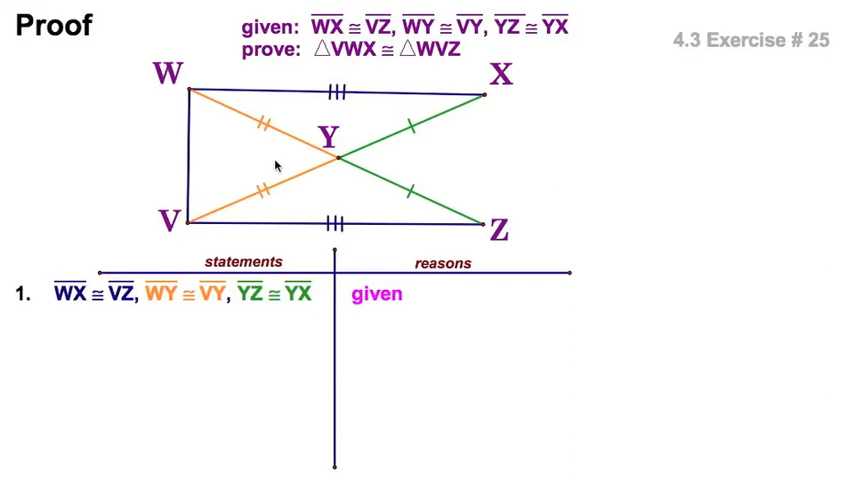 Proof
given: WX ≅ VZ, WY ≅ VY, YZ ≅ YX
prove: △VWX ≅ △WVZ
4.3 Exercise # 25
W
X
Y
V
Z
statements
reasons
1. WX ≅ VZ, WY ≅ VY, YZ ≅ YX given